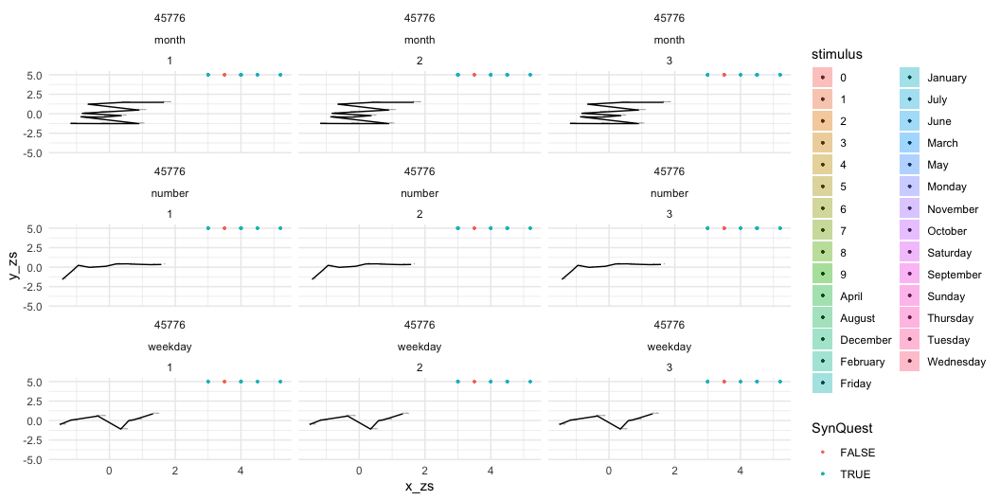 45776 45776 45776
month month month
1 2 3
5.0
2.5
0.0
-2.5
-5.0
45776 45776 45776
number number number
1 2 3
5.0
2.5
0.0
-2.5
-5.0
45776 45776 45776
weekday weekday weekday
1 2 3
5.0
2.5
0.0
-2.5
-5.0
0 2 4 0 2 4 0 2 4
x_zs
y_zs
stimulus
0
1
2
3
4
5
6
7
8
9
April
August
December
February
Friday
January
July
June
March
May
Monday
November
October
Saturday
September
Sunday
Thursday
Tuesday
Wednesday
SynQuest
FALSE
TRUE